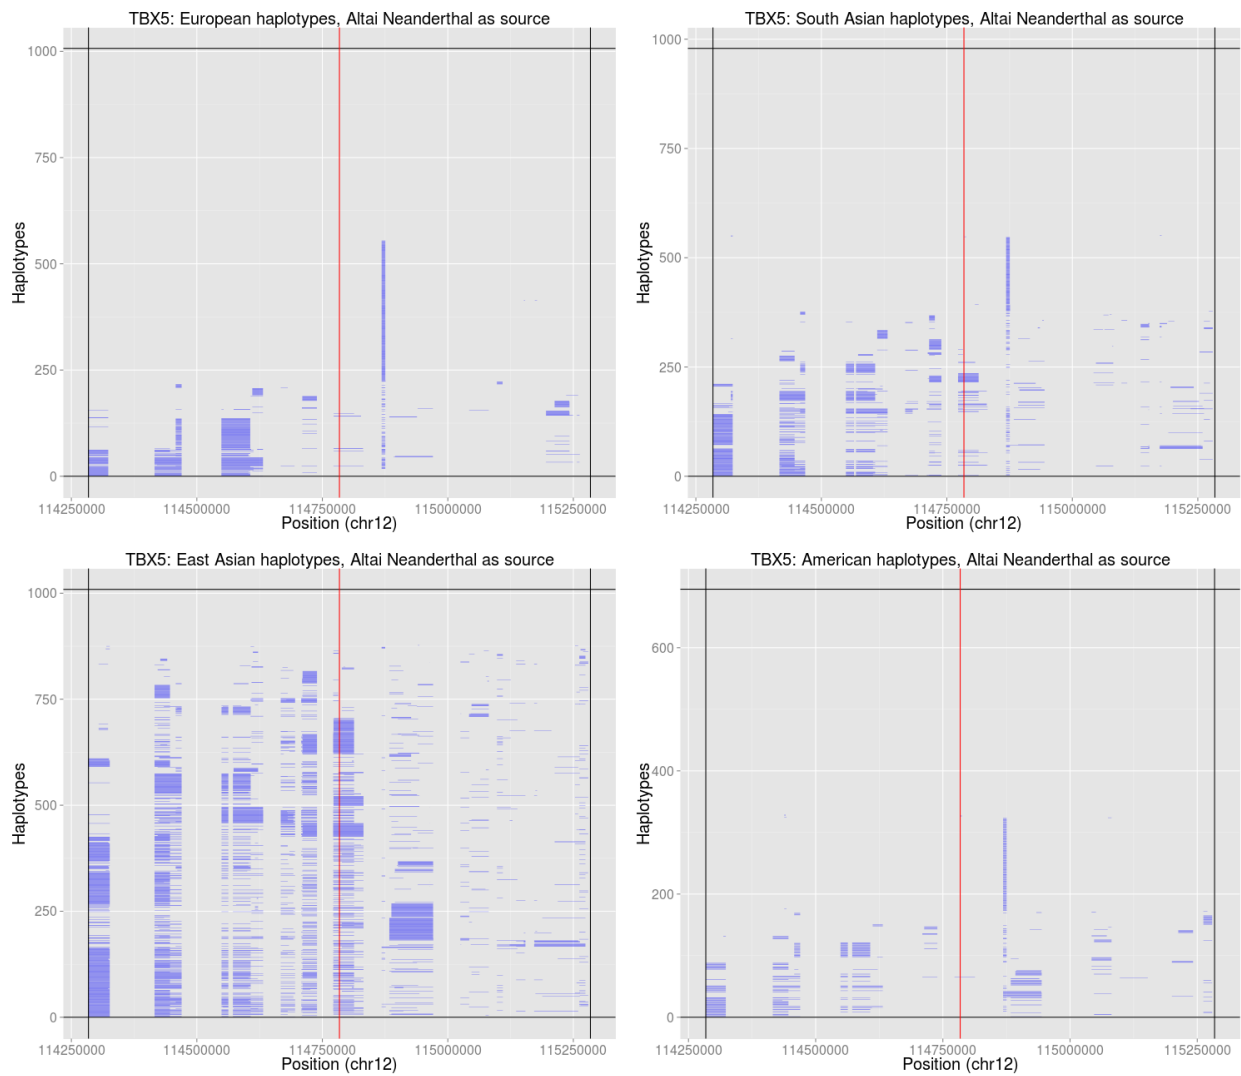 TBX5: European haplotypes, Altai Neanderthal as source
1000
750
500
250
0
Haplotypes
114250000 114500000 114750000 115000000 115250000
Position (chr12)
TBX5: South Asian haplotypes, Altai Neanderthal as source
1000
750
500
250
0
Haplotypes
114250000 114500000 114750000 115000000 115250000
Position (chr12)
TBX5: East Asian haplotypes, Altai Neanderthal as source
1000
750
500
250
0
Haplotypes
114250000 114500000 114750000 115000000 115250000
Position (chr12)
TBX5: American haplotypes, Altai Neanderthal as source
600
400
200
0
Haplotypes
114250000 114500000 114750000 115000000 115250000
Position (chr12)